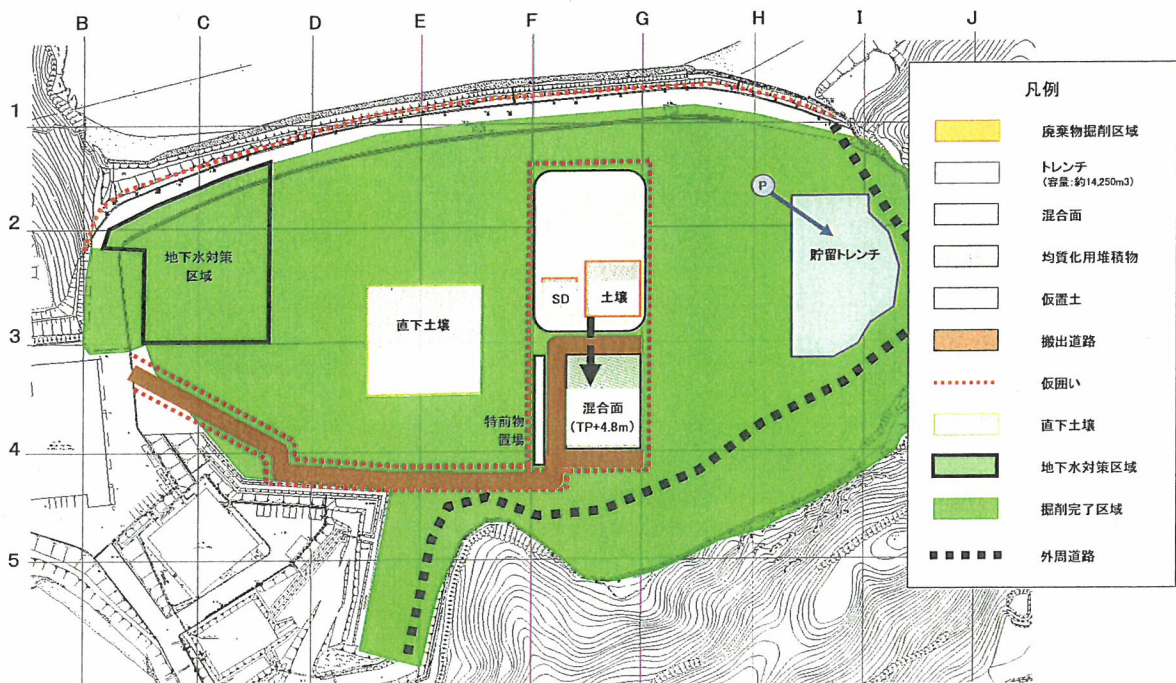 B C D E F G H I J
1
2
3
4
5
地下水対策
区域
直下土壌
SD
土壌
特前物
置場
混合面
(TP+4.8m)
P
貯留トレンチ
凡例
廃棄物掘削区域
トレンチ
(容量:約14,250m3)
混合面
均質化用堆積物
仮置土
搬出道路
仮囲い
直下土壌
地下水対策区域
掘削完了区域
外周道路